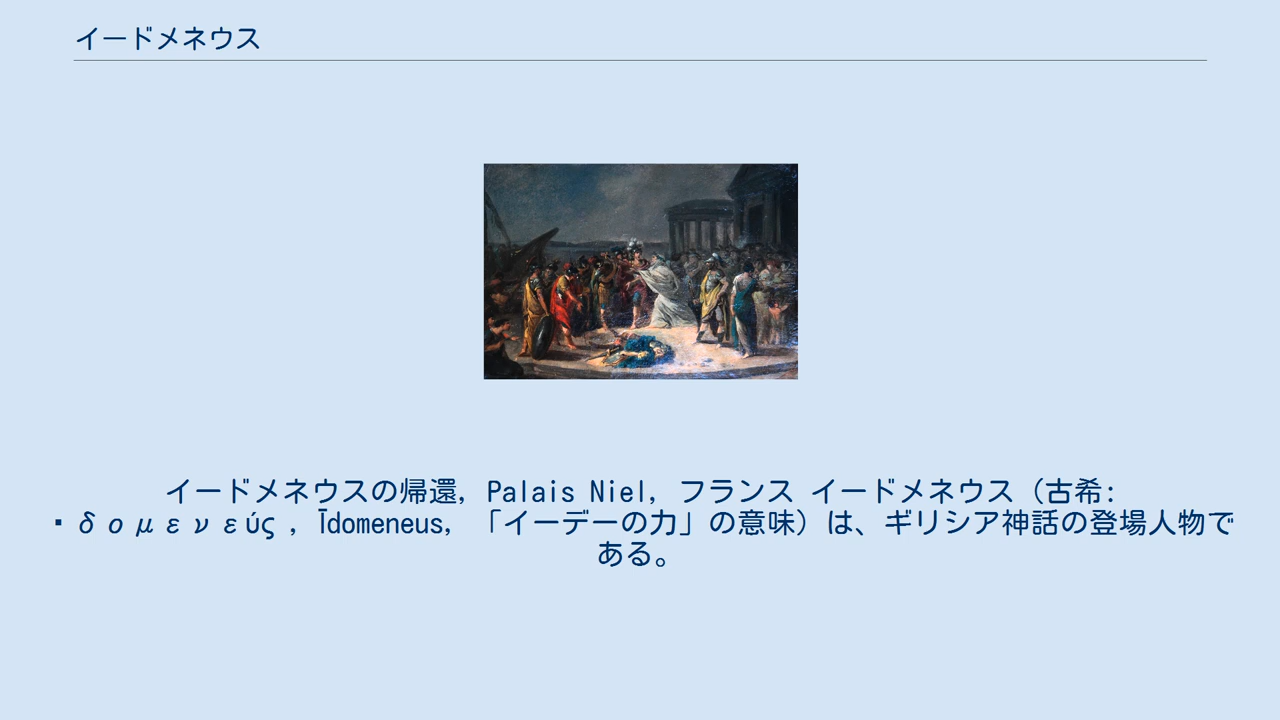 イードメネウス
イードメネウスの帰還, Palais Niel, フランス イードメネウス（古希:
▪δομενεύς, Īdomeneus, 「イーデーの力」の意味）は、ギリシア神話の登場人物で
ある。